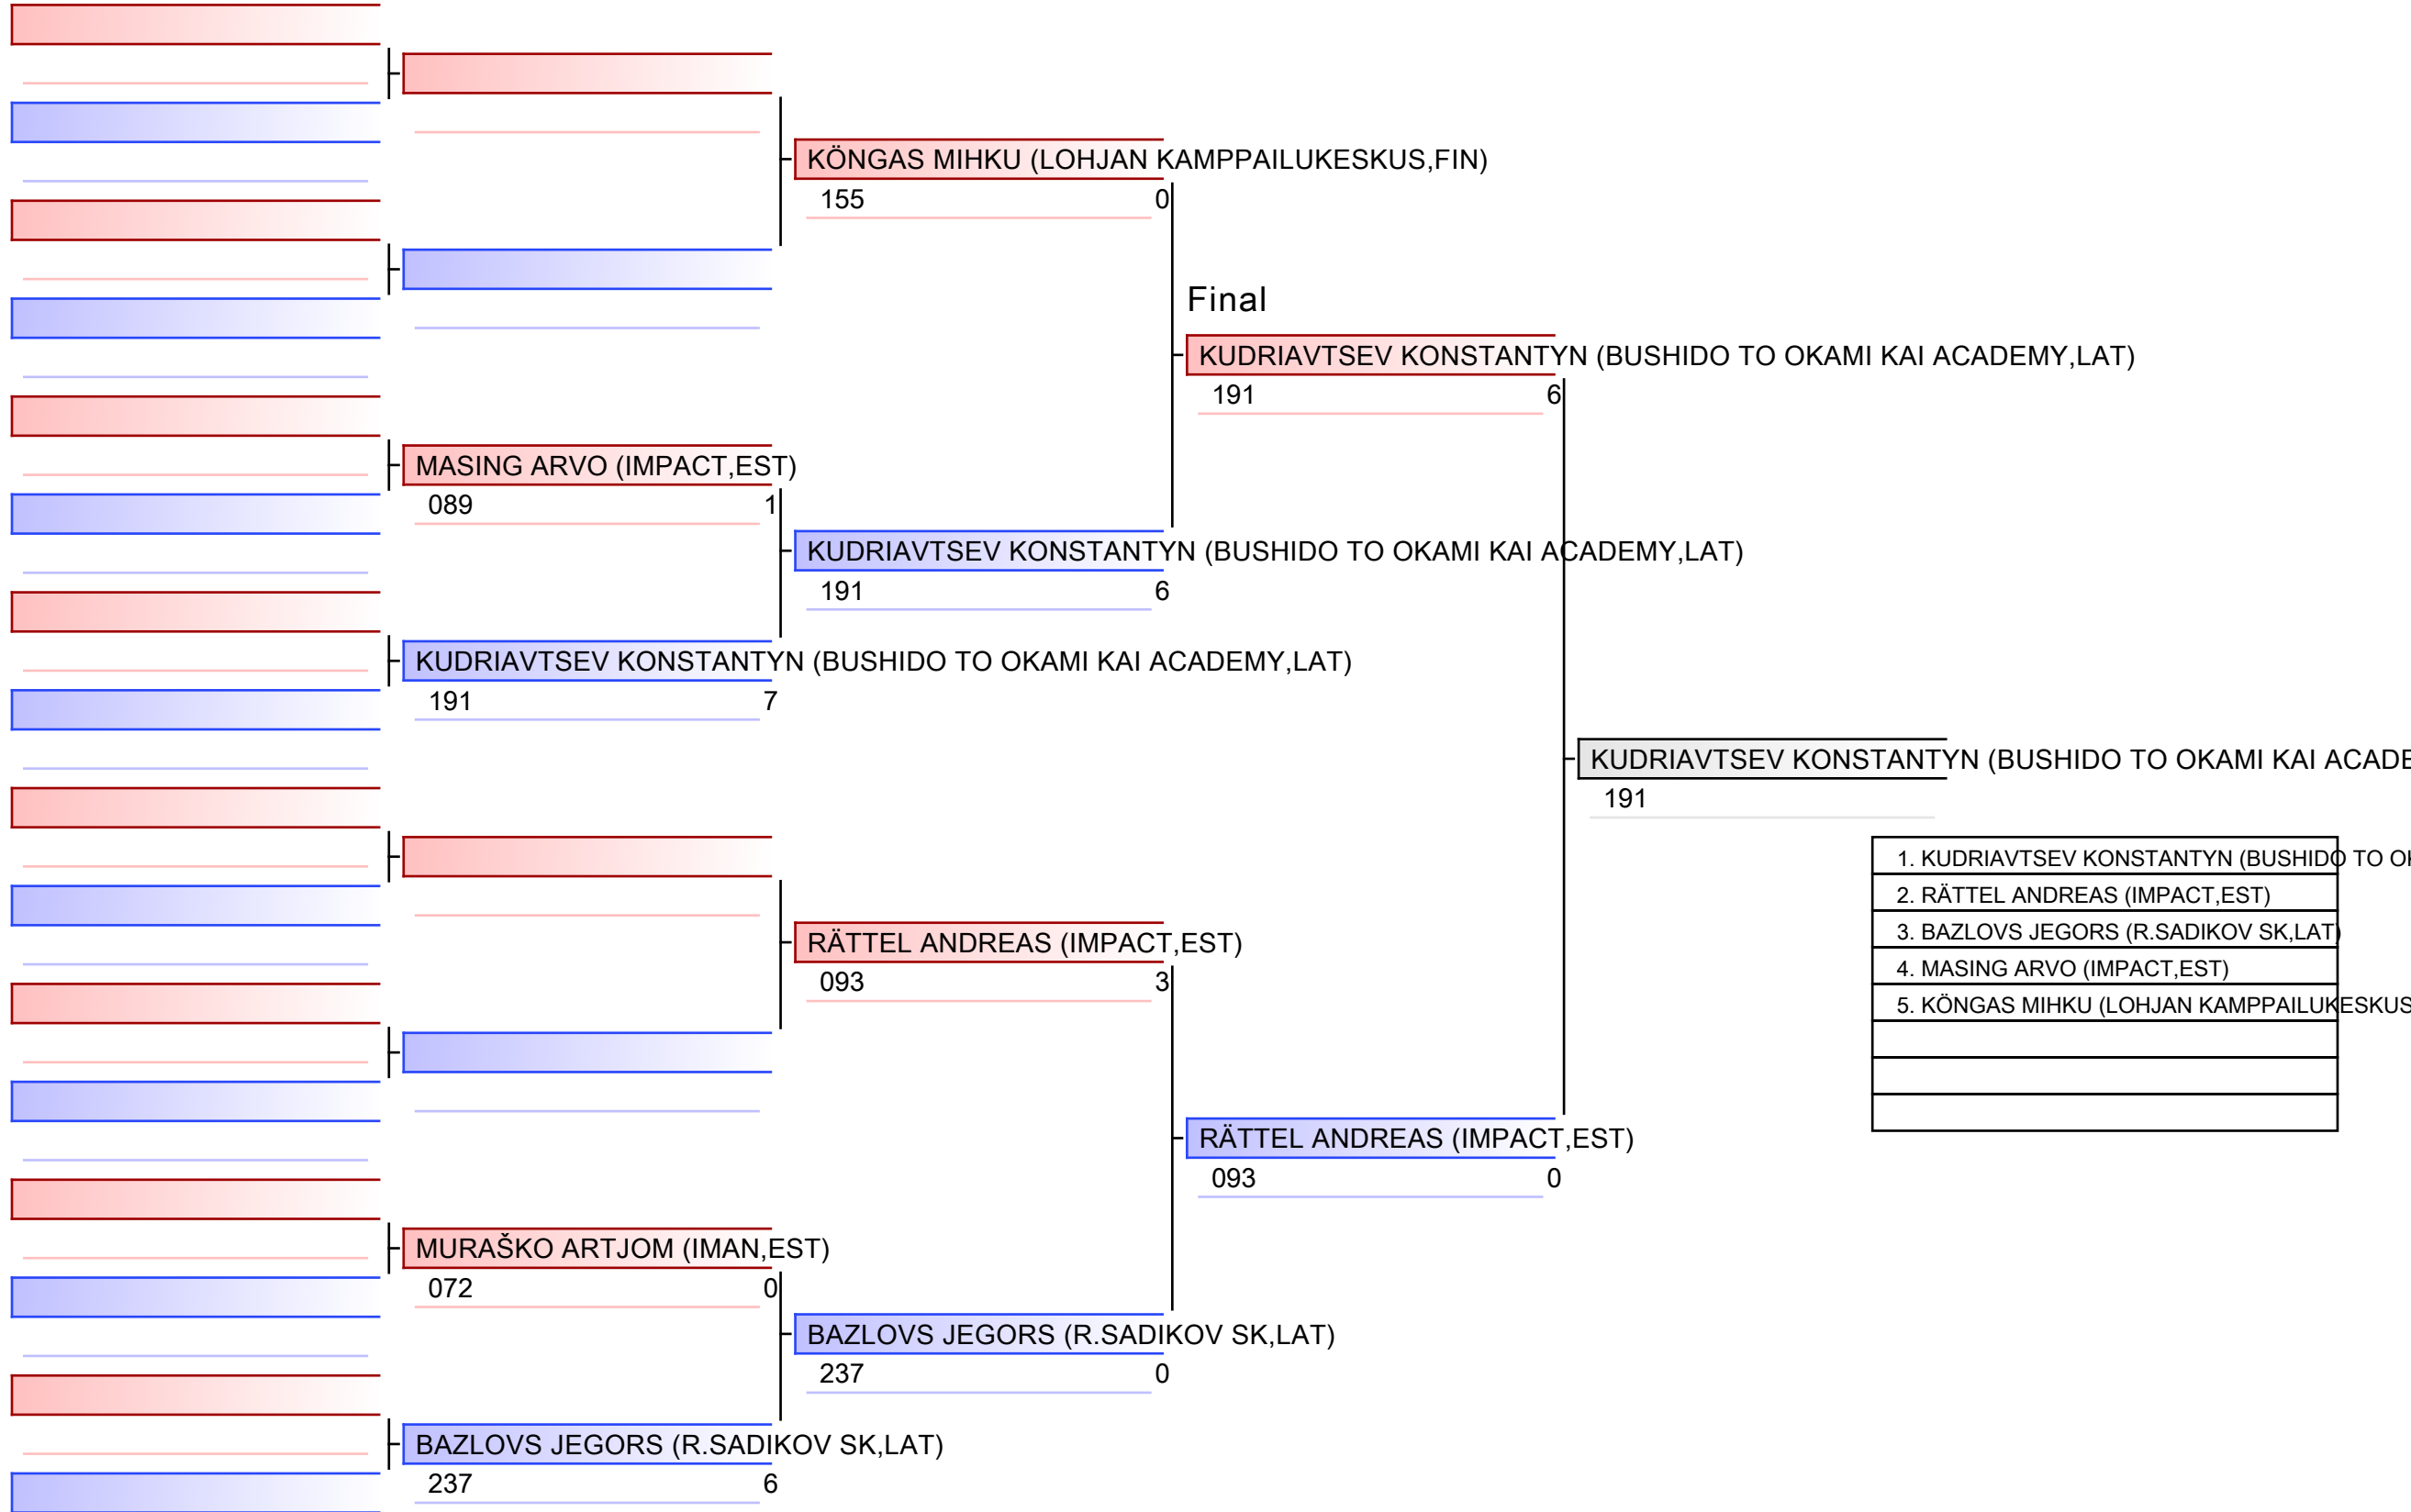 KÖNGAS MIHKU (LOHJAN KAMPPAILUKESKUS,FIN)
155 0
Final
KUDRIAVTSEV KONSTANTYN (BUSHIDO TO OKAMI KAI ACADEMY,LAT)
191 6
MASING ARVO (IMPACT,EST)
089 1
KUDRIAVTSEV KONSTANTYN (BUSHIDO TO OKAMI KAI ACADEMY,LAT)
191 6
KUDRIAVTSEV KONSTANTYN (BUSHIDO TO OKAMI KAI ACADEMY,LAT)
191 7
KUDRIAVTSEV KONSTANTYN (BUSHIDO TO OKAMI KAI ACADE
191
1. KUDRIAVTSEV KONSTANTYN (BUSHIDO TO OK
2. RÄTTEL ANDREAS (IMPACT,EST)
3. BAZLOVS JEGORS (R.SADIKOV SK,LAT)
4. MASING ARVO (IMPACT,EST)
5. KÖNGAS MIHKU (LOHJAN KAMPPAILUKESKUS
RÄTTEL ANDREAS (IMPACT,EST)
093 3
RÄTTEL ANDREAS (IMPACT,EST)
093 0
MURAŠKO ARTJOM (IMAN,EST)
072 0
BAZLOVS JEGORS (R.SADIKOV SK,LAT)
237 0
BAZLOVS JEGORS (R.SADIKOV SK,LAT)
237 6